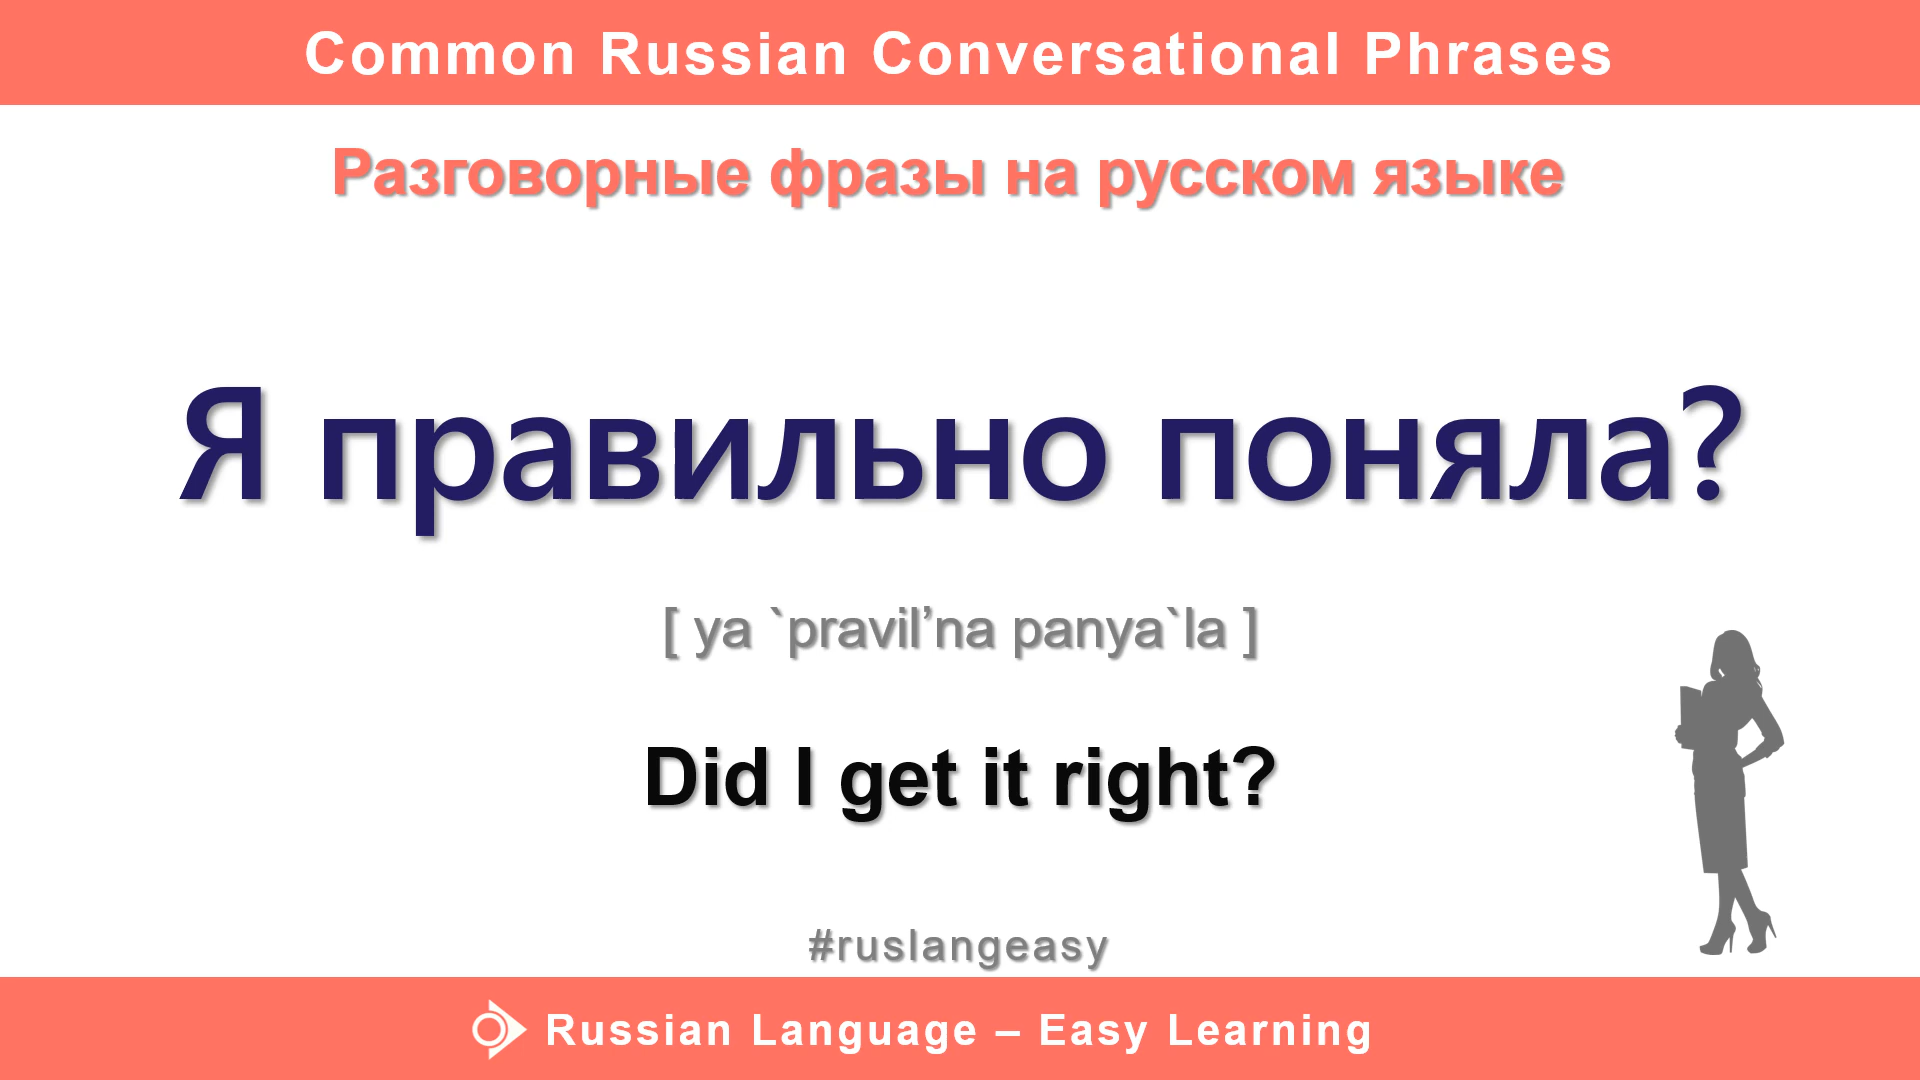 Common Russian Conversational Phrases
Разговорные фразы на русском языке
Я правильно поняла?
[ ya `pravil’na panya`la ]
Did I get it right?
#ruslangeasy
Russian Language – Easy Learning